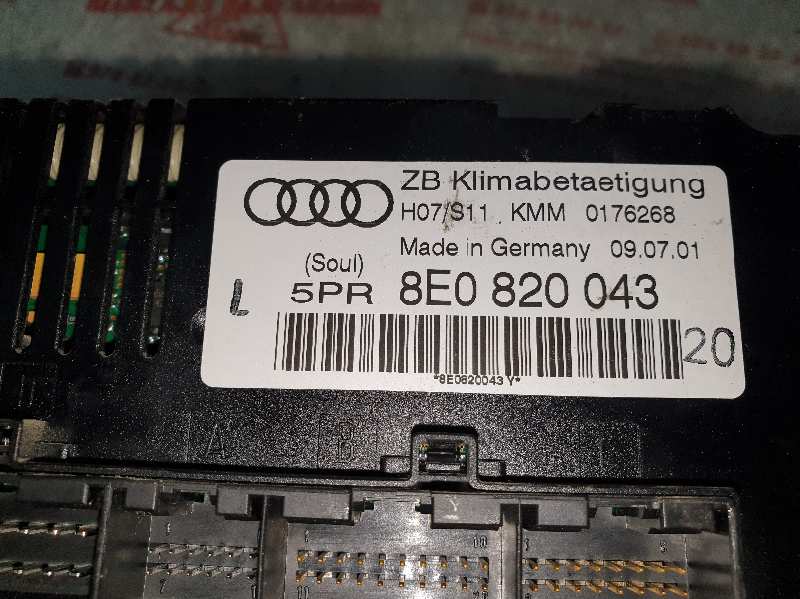 ZB Klimabetaetigung
H07/S11 KMM 0176268
Made in Germany 09.07.01
(Soul)
L 5PR 8E0 820 043
20
*8E0820043 Y*
A B